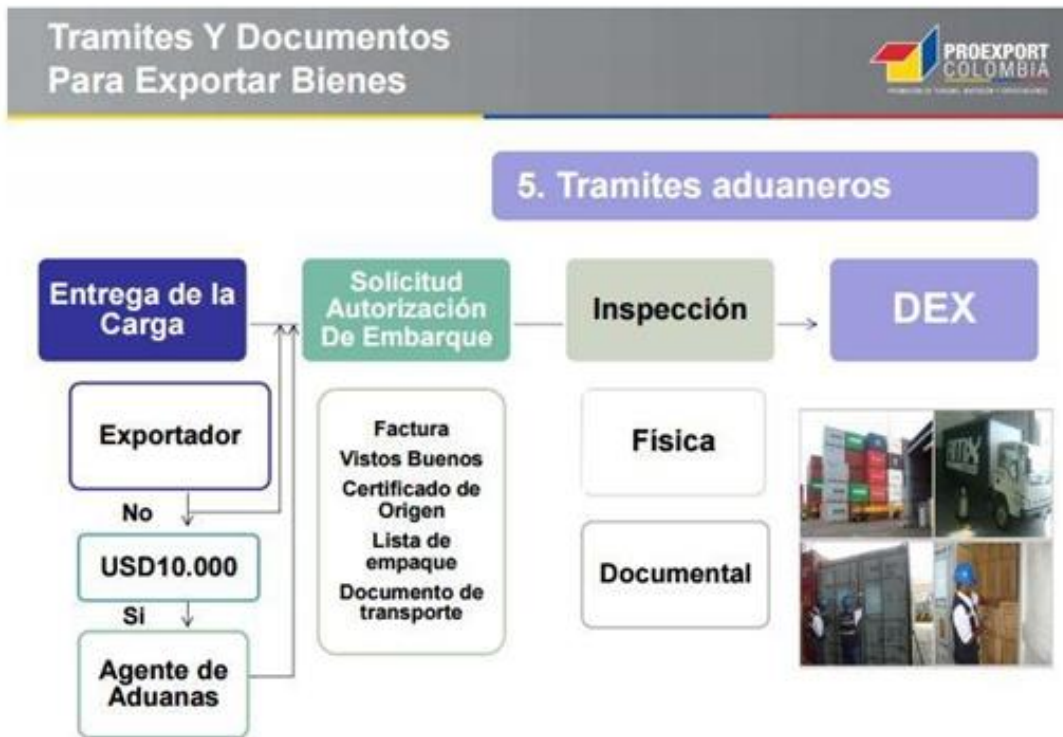 Tramites Y Documentos
Para Exportar Bienes
PROEXPORT
COLOMBIA
5. Tramites aduaneros
Entrega de la
Carga
Solicitud
Autorización
De Embarque
Inspección
DEX
Exportador
No
USD10.000
Si
Agente de
Aduanas
Factura
Vistos Buenos
Certificado de
Origen
Lista de
empaque
Documento de
transporte
Física
Documental